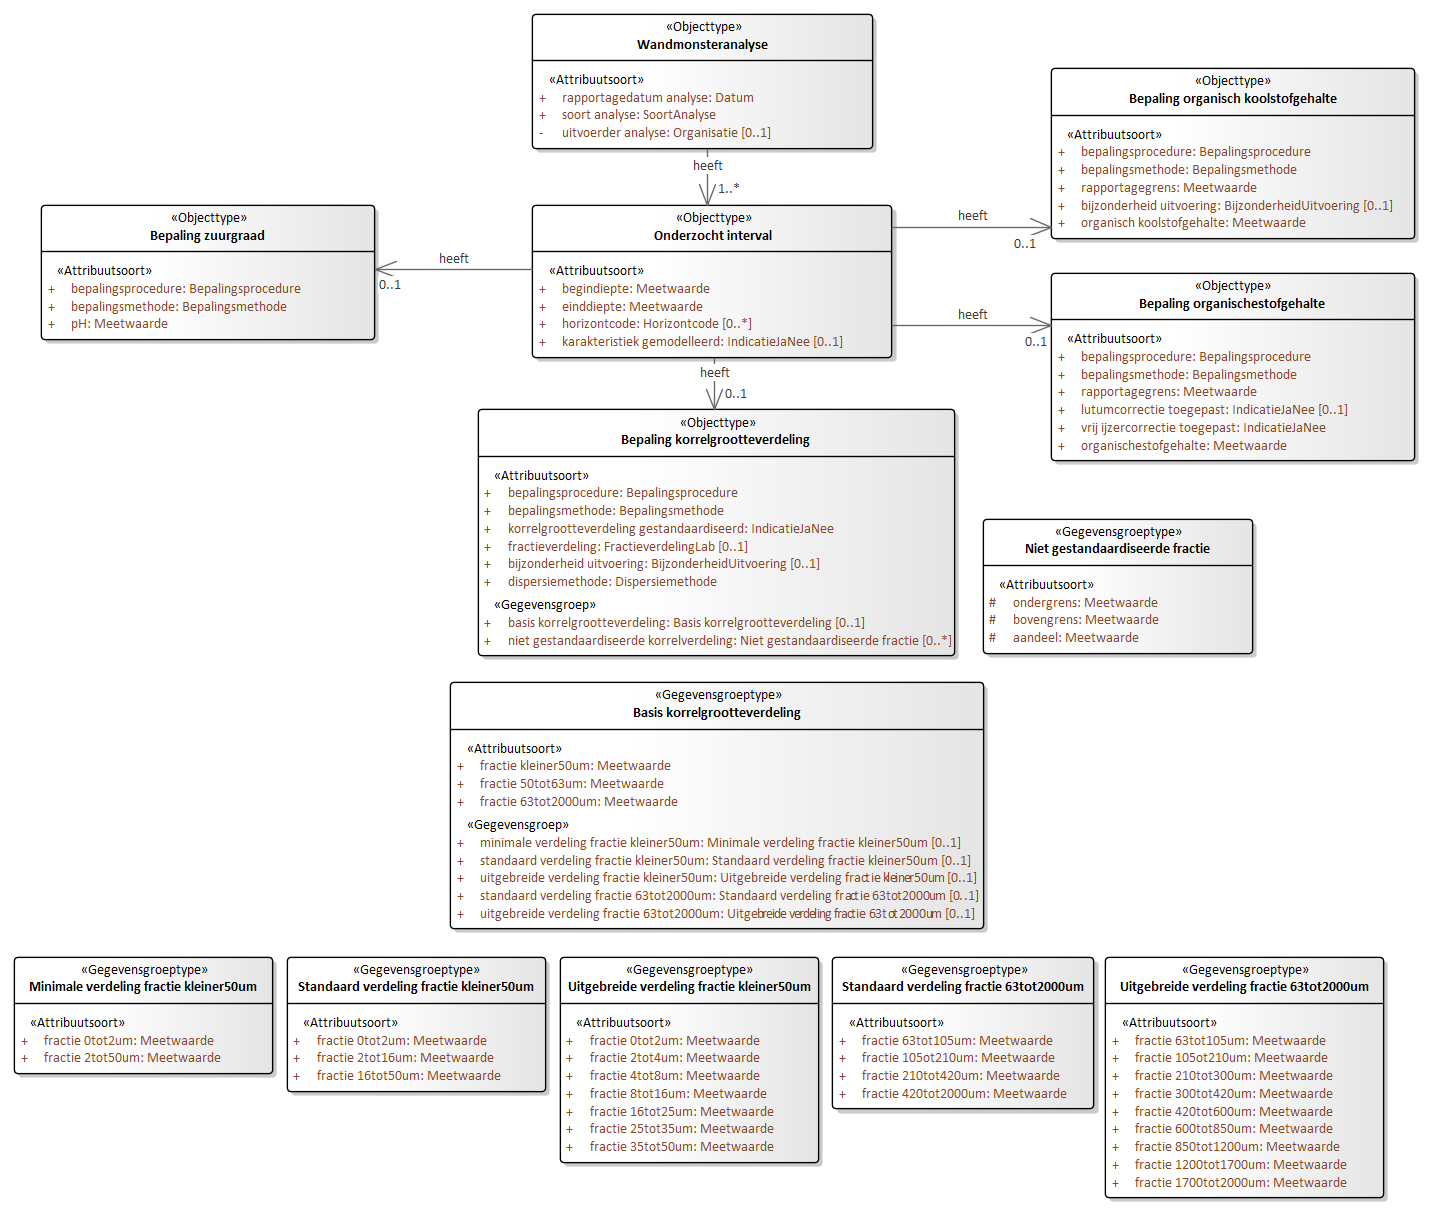 «Objecttype»
Wandmonsteranalyse
«Attribuutsoort»
+ rapportagedatum analyse: Datum
+ soort analyse: SoortAnalyse
- uitvoerder analyse: Organisatie [0..1]
heeft
1..*
«Objecttype»
Bepaling organisch koolstofgehalte
«Attribuutsoort»
+ bepalingsprocedure: Bepalingsprocedure
+ bepalingsmethode: Bepalingsmethode
+ rapportagegrens: Meetwaarde
+ bijzonderheid uitvoering: BijzonderheidUitvoering [0..1]
+ organisch koolstofgehalte: Meetwaarde
«Objecttype»
Bepaling zuurgraad
«Attribuutsoort»
+ bepalingsprocedure: Bepalingsprocedure
+ bepalingsmethode: Bepalingsmethode
+ pH: Meetwaarde
heeft
0..1
«Objecttype»
Onderzocht interval
«Attribuutsoort»
+ begindiepte: Meetwaarde
+ einddiepte: Meetwaarde
+ horizontcode: Horizontcode [0..*]
+ karakteristiek gemodelleerd: IndicatieJaNee [0..1]
heeft
0..1
heeft
0..1
«Objecttype»
Bepaling organischestofgehalte
«Attribuutsoort»
+ bepalingsprocedure: Bepalingsprocedure
+ bepalingsmethode: Bepalingsmethode
+ rapportagegrens: Meetwaarde
+ lutumcorrectie toegepast: IndicatieJaNee [0..1]
+ vrij ijzercorrectie toegepast: IndicatieJaNee
+ organischestofgehalte: Meetwaarde
heeft
0..1
«Objecttype»
Bepaling korrelgrootteverdeling
«Attribuutsoort»
+ bepalingsprocedure: Bepalingsprocedure
+ bepalingsmethode: Bepalingsmethode
+ korrelgrootteverdeling gestandaardiseerd: IndicatieJaNee
+ fractieverdeling: FractieverdelingLab [0..1]
+ bijzonderheid uitvoering: BijzonderheidUitvoering [0..1]
+ dispersiemethode: Dispersiemethode
«Gegevensgroep»
+ basis korrelgrootteverdeling: Basis korrelgrootteverdeling [0..1]
+ niet gestandaardiseerde korrelverdeling: Niet gestandaardiseerde fractie [0..*]
«Gegevensgroeptype»
Niet gestandaardiseerde fractie
«Attribuutsoort»
# ondergrens: Meetwaarde
# bovengrens: Meetwaarde
# aandeel: Meetwaarde
«Gegevensgroeptype»
Basis korrelgrootteverdeling
«Attribuutsoort»
+ fractie kleiner50um: Meetwaarde
+ fractie 50tot63um: Meetwaarde
+ fractie 63tot2000um: Meetwaarde
«Gegevensgroep»
+ minimale verdeling fractie kleiner50um: Minimale verdeling fractie kleiner50um [0..1]
+ standaard verdeling fractie kleiner50um: Standaard verdeling fractie kleiner50um [0..1]
+ uitgebreide verdeling fractie kleiner50um: Uitgebreide verdeling fractie kleiner50um [0..1]
+ standaard verdeling fractie 63tot2000um: Standaard verdeling fractie 63tot2000um [0..1]
+ uitgebreide verdeling fractie 63tot2000um: Uitgebreide verdeling fractie 63tot2000um [0..1]
«Gegevensgroeptype»
Minimale verdeling fractie kleiner50um
«Attribuutsoort»
+ fractie 0tot2um: Meetwaarde
+ fractie 2tot50um: Meetwaarde
«Gegevensgroeptype»
Standaard verdeling fractie kleiner50um
«Attribuutsoort»
+ fractie 0tot2um: Meetwaarde
+ fractie 2tot16um: Meetwaarde
+ fractie 16tot50um: Meetwaarde
«Gegevensgroeptype»
Uitgebreide verdeling fractie kleiner50um
«Attribuutsoort»
+ fractie 0tot2um: Meetwaarde
+ fractie 2tot4um: Meetwaarde
+ fractie 4tot8um: Meetwaarde
+ fractie 8tot16um: Meetwaarde
+ fractie 16tot25um: Meetwaarde
+ fractie 25tot35um: Meetwaarde
+ fractie 35tot50um: Meetwaarde
«Gegevensgroeptype»
Standaard verdeling fractie 63tot2000um
«Attribuutsoort»
+ fractie 63tot105um: Meetwaarde
+ fractie 105ot210um: Meetwaarde
+ fractie 210tot420um: Meetwaarde
+ fractie 420tot2000um: Meetwaarde
«Gegevensgroeptype»
Uitgebreide verdeling fractie 63tot2000um
«Attribuutsoort»
+ fractie 63tot105um: Meetwaarde
+ fractie 105ot210um: Meetwaarde
+ fractie 210tot300um: Meetwaarde
+ fractie 300tot420um: Meetwaarde
+ fractie 420tot600um: Meetwaarde
+ fractie 600tot850um: Meetwaarde
+ fractie 850tot1200um: Meetwaarde
+ fractie 1200tot1700um: Meetwaarde
+ fractie 1700tot2000um: Meetwaarde